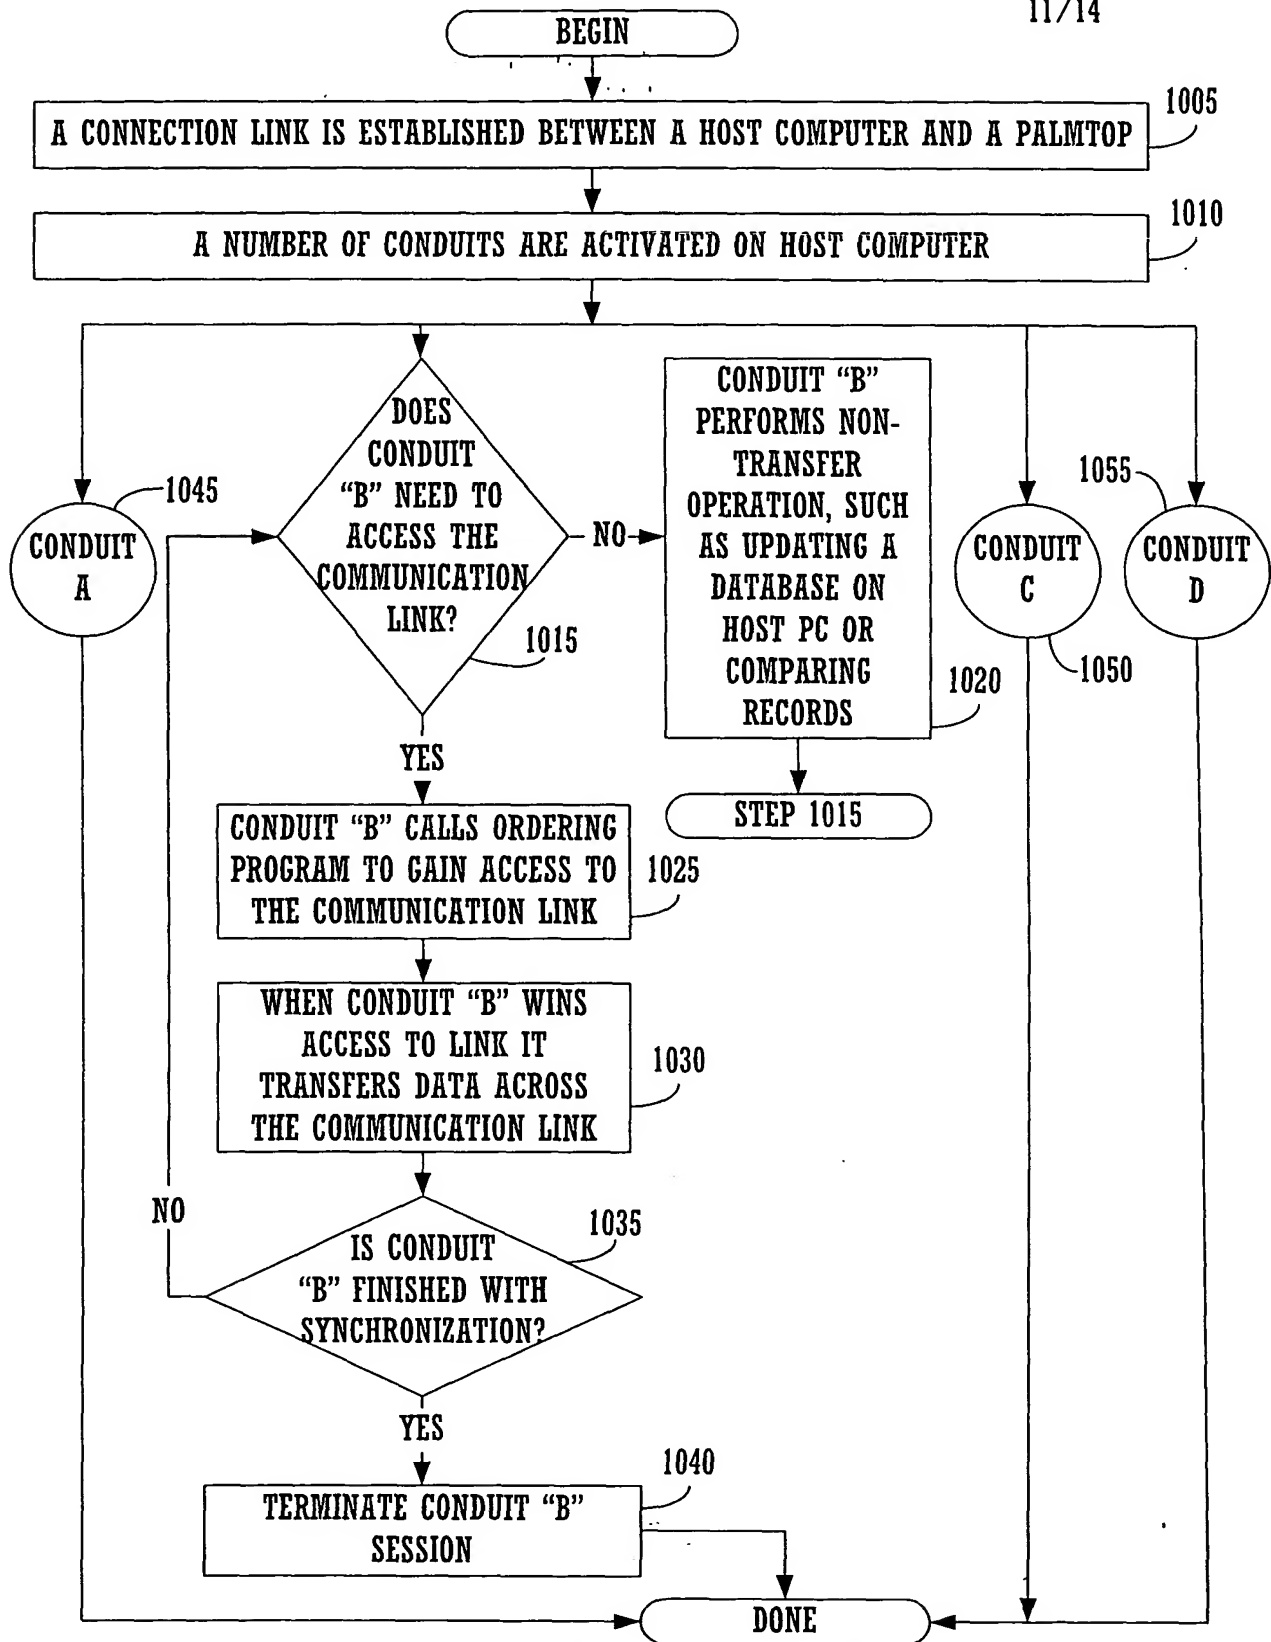 11/14
BEGIN
A CONNECTION LINK IS ESTABLISHED BETWEEN A HOST COMPUTER AND A PALMTOP
1005
A NUMBER OF CONDUITS ARE ACTIVATED ON HOST COMPUTER
1010
CONDUIT
A
1045
DOES
CONDUIT
“B” NEED TO
ACCESS THE
COMMUNICATION
LINK?
1015
NO
CONDUIT “B”
PERFORMS NON-
TRANSFER
OPERATION, SUCH
AS UPDATING A
DATABASE ON
HOST PC OR
COMPARING
RECORDS
1020
STEP 1015
CONDUIT
C
1050
CONDUIT
D
1055
YES
CONDUIT “B” CALLS ORDERING
PROGRAM TO GAIN ACCESS TO
THE COMMUNICATION LINK
1025
WHEN CONDUIT “B” WINS
ACCESS TO LINK IT
TRANSFERS DATA ACROSS
THE COMMUNICATION LINK
1030
NO
IS CONDUIT
“B” FINISHED WITH
SYNCHRONIZATION?
1035
YES
TERMINATE CONDUIT “B”
SESSION
1040
DONE